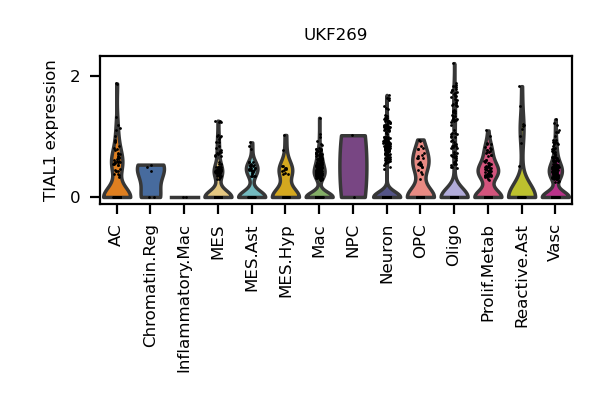 UKF269
TIAL1 expression
2
0
AC
Chromatin.Reg
Inflammatory.Mac
MES
MES.Ast
MES.Hyp
Mac
NPC
Neuron
OPC
Oligo
Prolif.Metab
Reactive.Ast
Vasc